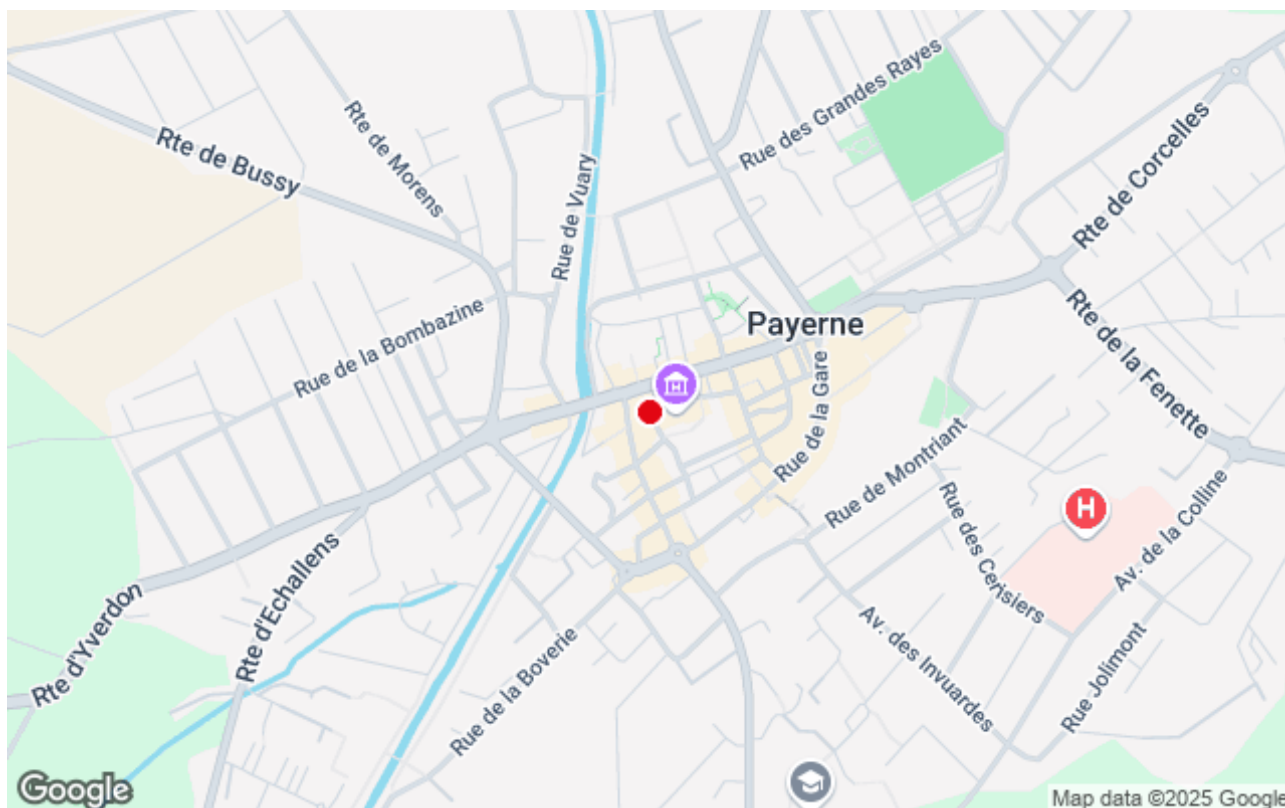 Rue des Grandes Rayes
Rte de Morens
Rte de Bussy
Rte de Corcelles
Rue de Vuary
Rue de la Bombazine
Payerne
Rte de la Fenette
H
Rue de la Gare
Rue de Montriant
Rue des Cerisiers
H
Av. de la Colline
Rte d'Echallens
Rte d'Yverdon
Rue de la Boverie
Av. des Invuardes
Rue Jolimont
Google
Map data ©2025 Google